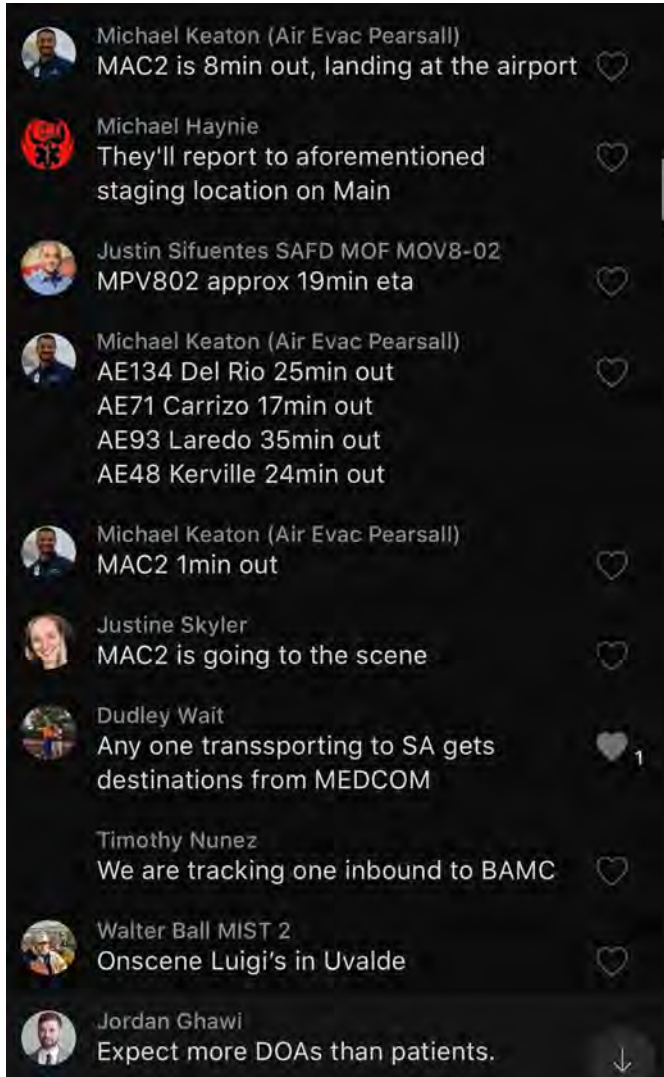 Michael Keaton (Air Evac Pearsall)
MAC2 is 8min out, landing at the airport
Michael Haynie
They'll report to aforementioned
staging location on Main
Justin Sifuentes SAFD MOF MOV8-02
MPV802 approx 19min eta
Michael Keaton (Air Evac Pearsall)
AE134 Del Rio 25min out
AE71 Carrizo 17min out
AE93 Laredo 35min out
AE48 Kerville 24min out
Michael Keaton (Air Evac Pearsall)
MAC2 1min out
Justine Skyler
MAC2 is going to the scene
Dudley Wait
Any one transsporting to SA gets
destinations from MEDCOM
1
Timothy Nunez
We are tracking one inbound to BAMC
Walter Ball MIST 2
Onscene Luigi's in Uvalde
Jordan Ghawi
Expect more DOAs than patients.